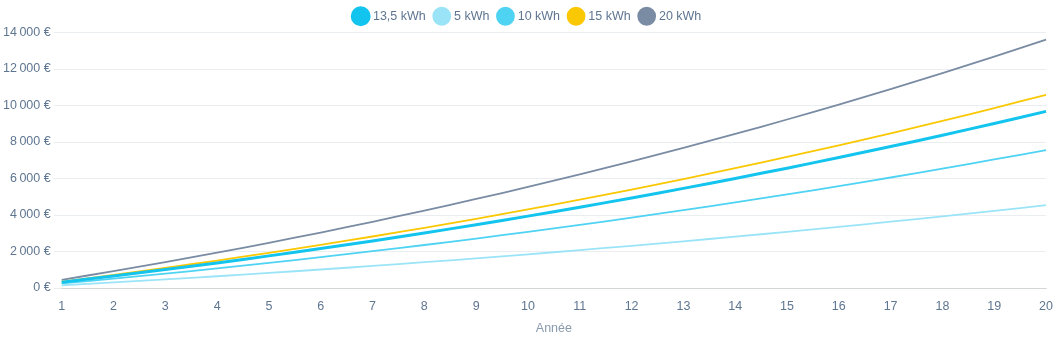 13,5 kWh 5 kWh 10 kWh 15 kWh 20 kWh
14 000 €
12 000 €
10 000 €
8 000 €
6 000 €
4 000 €
2 000 €
0 €
1 2 3 4 5 6 7 8 9 10 11 12 13 14 15 16 17 18 19 20
Année